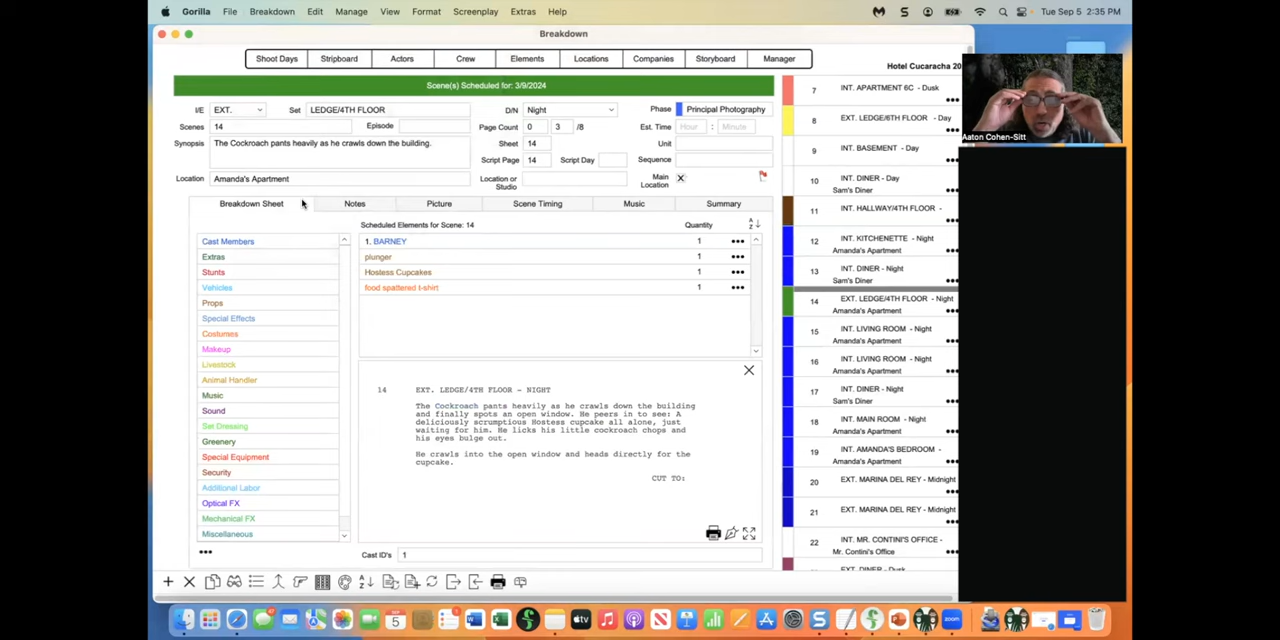 Gorilla File Breakdown Edit Manage View Format Screenplay Extras Help Tue Sep 5 2:35 PM
Breakdown
Shoot Days Stripboard Actors Crew Elements Locations Companies Storyboard Manager
Hotel Cucaracha 20
Scene(s) Scheduled for: 3/9/2024
I/E EXT. Set LEDGE/4TH FLOOR D/N Night Phase Principal Photography
Scenes 14 Episode Page Count 0 3 /8 Est. Time Hour : Minute
Synopsis The Cockroach pants heavily as he crawls down the building. Sheet 14 Unit
Script Page 14 Script Day Sequence
Location Amanda's Apartment Location or Studio Main Location
Breakdown Sheet Notes Picture Scene Timing Music Summary
Scheduled Elements for Scene: 14 Quantity
Cast Members
Extras
Stunts
Vehicles
Props
Special Effects
Costumes
Makeup
Livestock
Animal Handler
Music
Sound
Set Dressing
Greenery
Special Equipment
Security
Additional Labor
Optical FX
Mechanical FX
Miscellaneous
1. BARNEY 1
plunger 1
Hostess Cupcakes 1
food spattered t-shirt 1
14 EXT. LEDGE/4TH FLOOR - NIGHT
The Cockroach pants heavily as he crawls down the building
and finally spots an open window. He peers in to see: A
deliciously scrumptious Hostess cupcake all alone, just
waiting for him. He licks his little cockroach chops and
his eyes bulge out.
He crawls into the open window and heads directly for the
cupcake.
CUT TO:
Cast ID's 1
7 INT. APARTMENT 6C - Dusk
8 EXT. LEDGE/6TH FLOOR - Day
9 INT. BASEMENT - Day
10 INT. DINER - Day
Sam's Diner
11 INT. HALLWAY/4TH FLOOR -
12 INT. KITCHENETTE - Night
Amanda's Apartment
13 INT. DINER - Night
Sam's Diner
14 EXT. LEDGE/4TH FLOOR - Night
Amanda's Apartment
15 INT. LIVING ROOM - Night
Amanda's Apartment
16 INT. LIVING ROOM - Night
Amanda's Apartment
17 INT. DINER - Night
Sam's Diner
18 INT. MAIN ROOM - Night
Amanda's Apartment
19 INT. AMANDA'S BEDROOM -
Amanda's Apartment
20 EXT. MARINA DEL REY - Midnight
21 EXT. MARINA DEL REY - Midnight
22 INT. MR. CONTINI'S OFFICE -
Mr. Contini's Office
EXT. DINER - Dusk
Aaton Cohen-Sitt